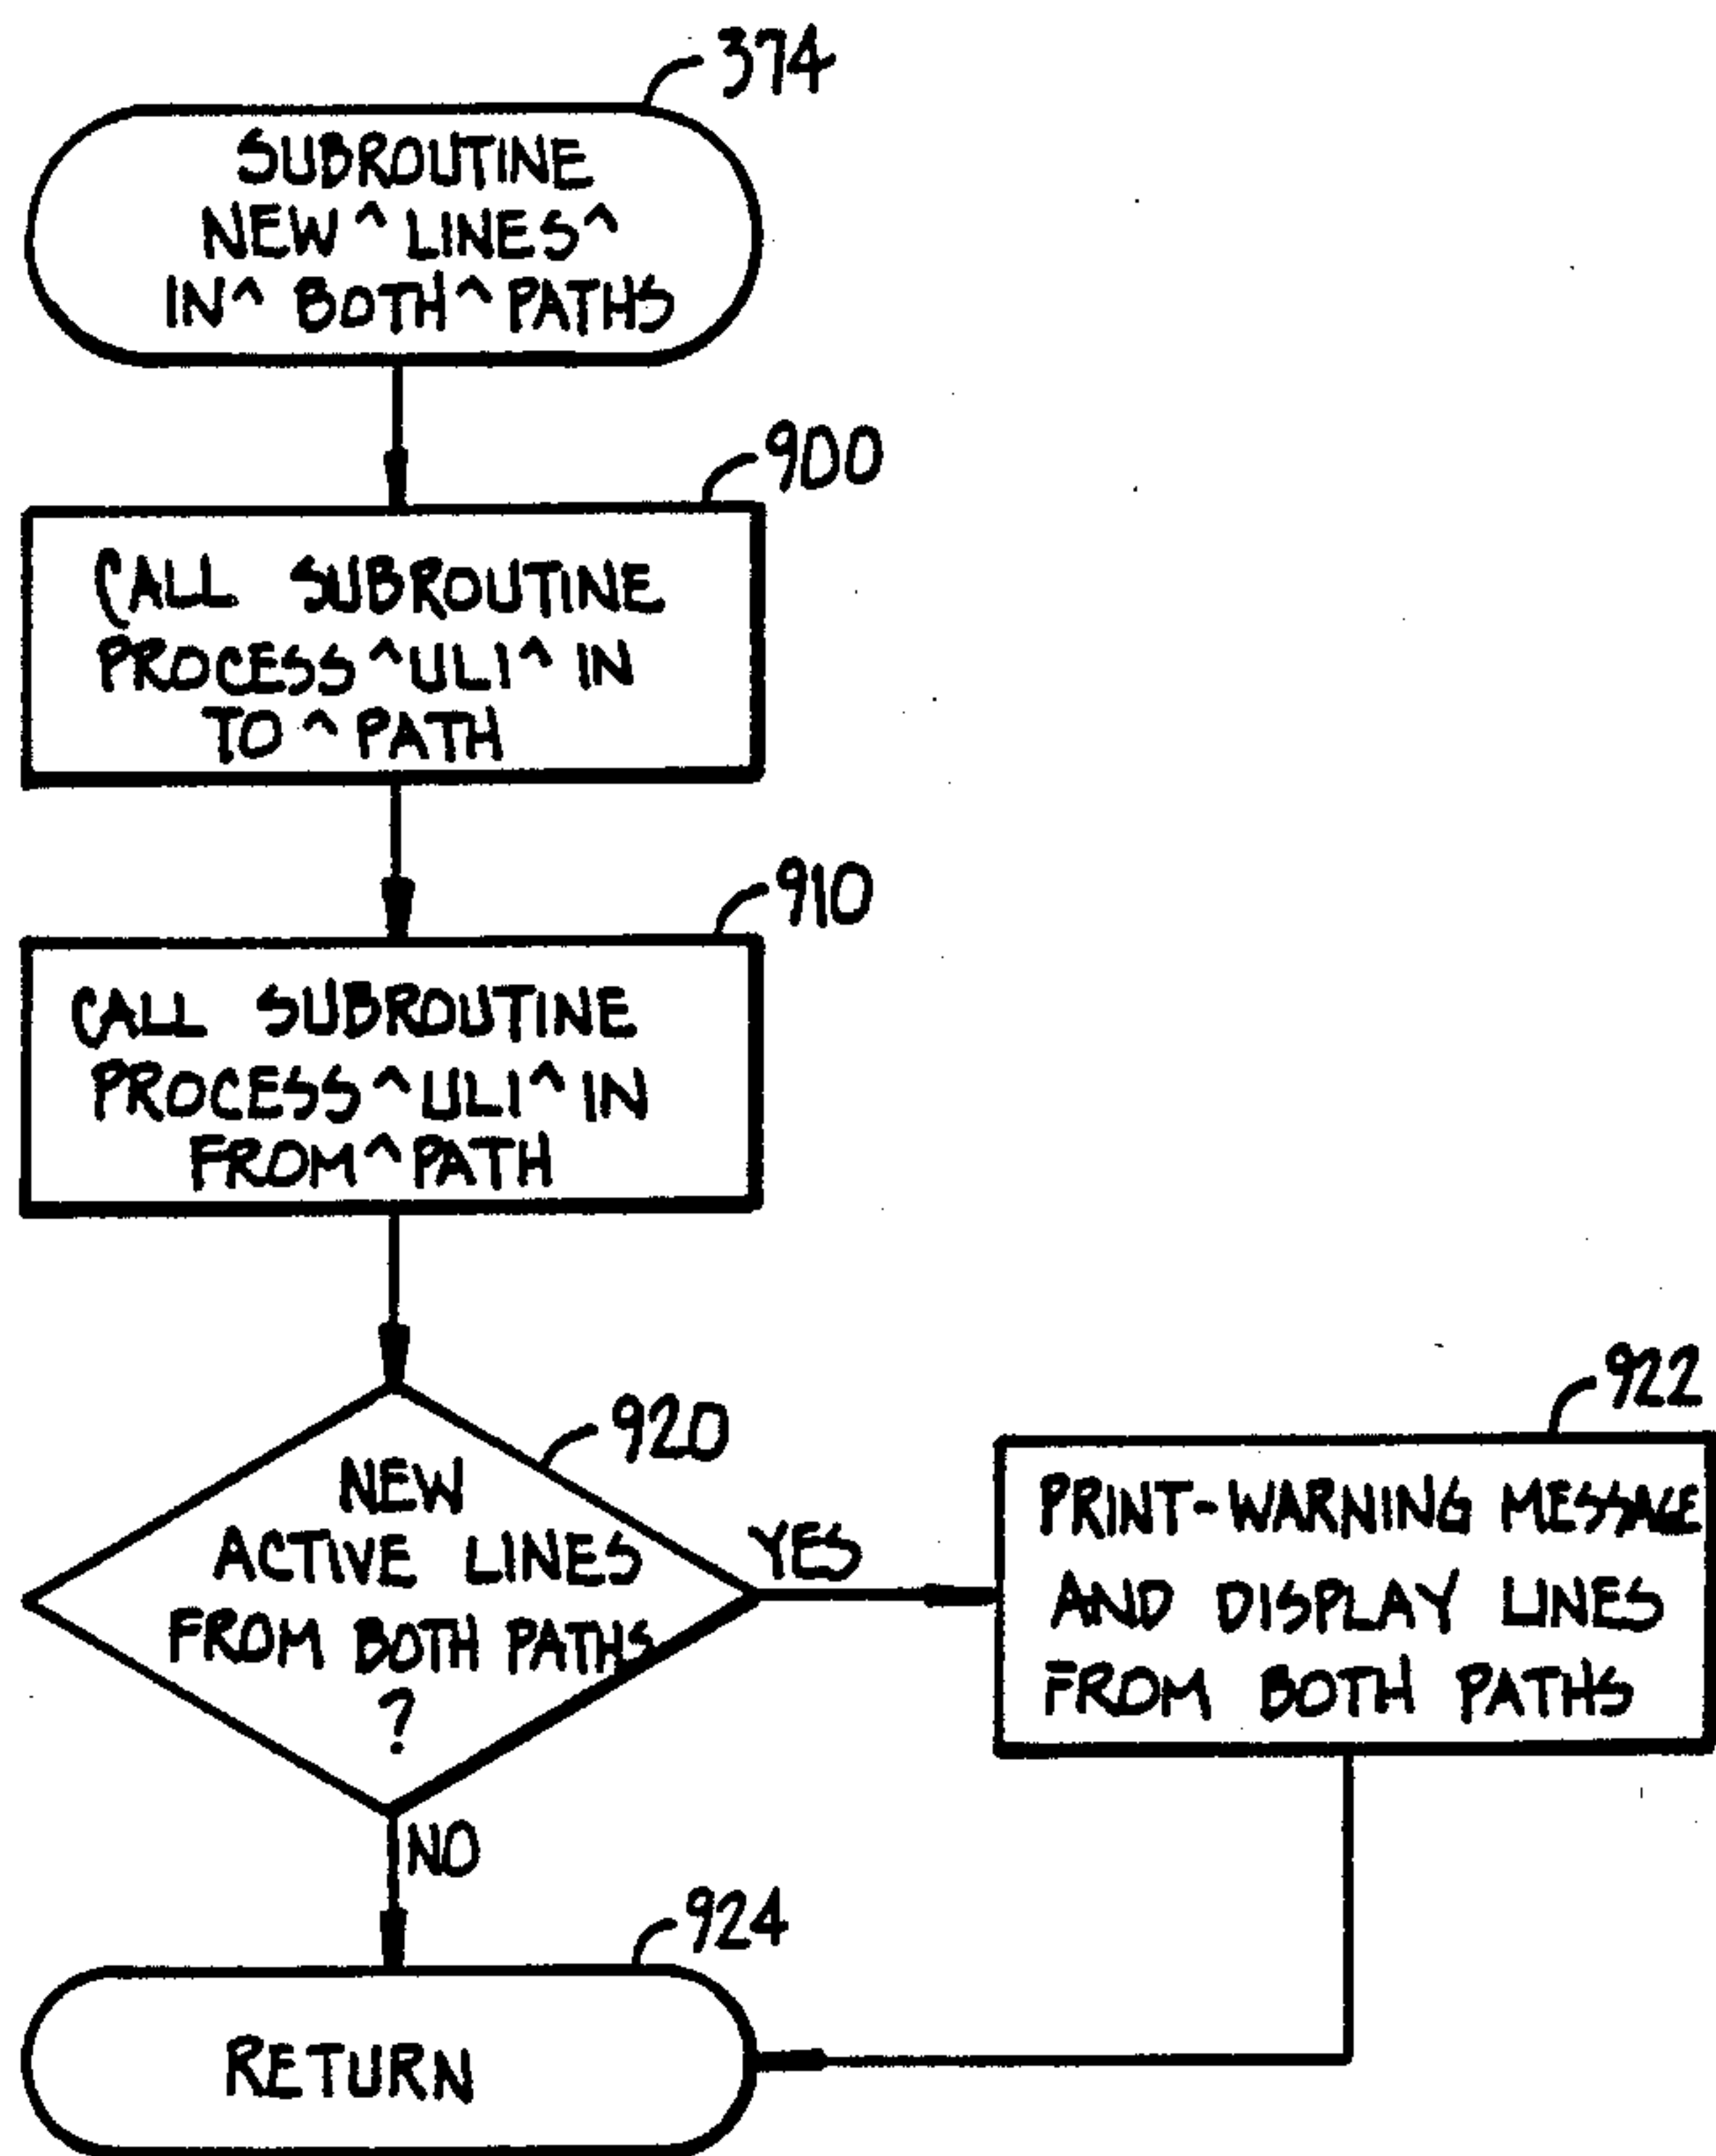 374
SUBROUTINE
NEW ^ LINES ^
IN ^ BOTH ^ PATHS
900
CALL SUBROUTINE
PROCESS ^ ULI ^ IN
TO ^ PATH
910
CALL SUBROUTINE
PROCESS ^ ULI ^ IN
FROM ^ PATH
920
NEW
ACTIVE LINES
FROM BOTH PATHS
?
YES
922
PRINT-WARNING MESSAGE
AND DISPLAY LINES
FROM BOTH PATHS
NO
924
RETURN